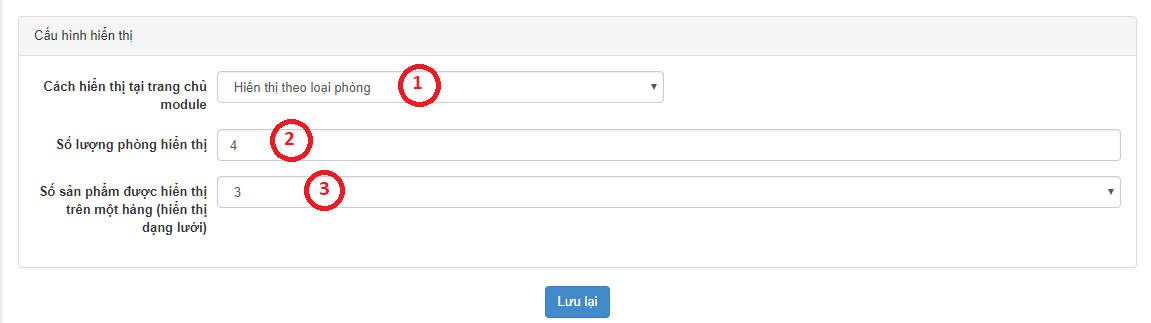 Cấu hình hiển thị
Cách hiển thị tại trang chủ
module
Hiển thị theo loại phòng
1
Số lượng phòng hiển thị
4
2
Số sản phẩm được hiển thị
trên một hàng (hiển thị
dạng lưới)
3
3
Lưu lại